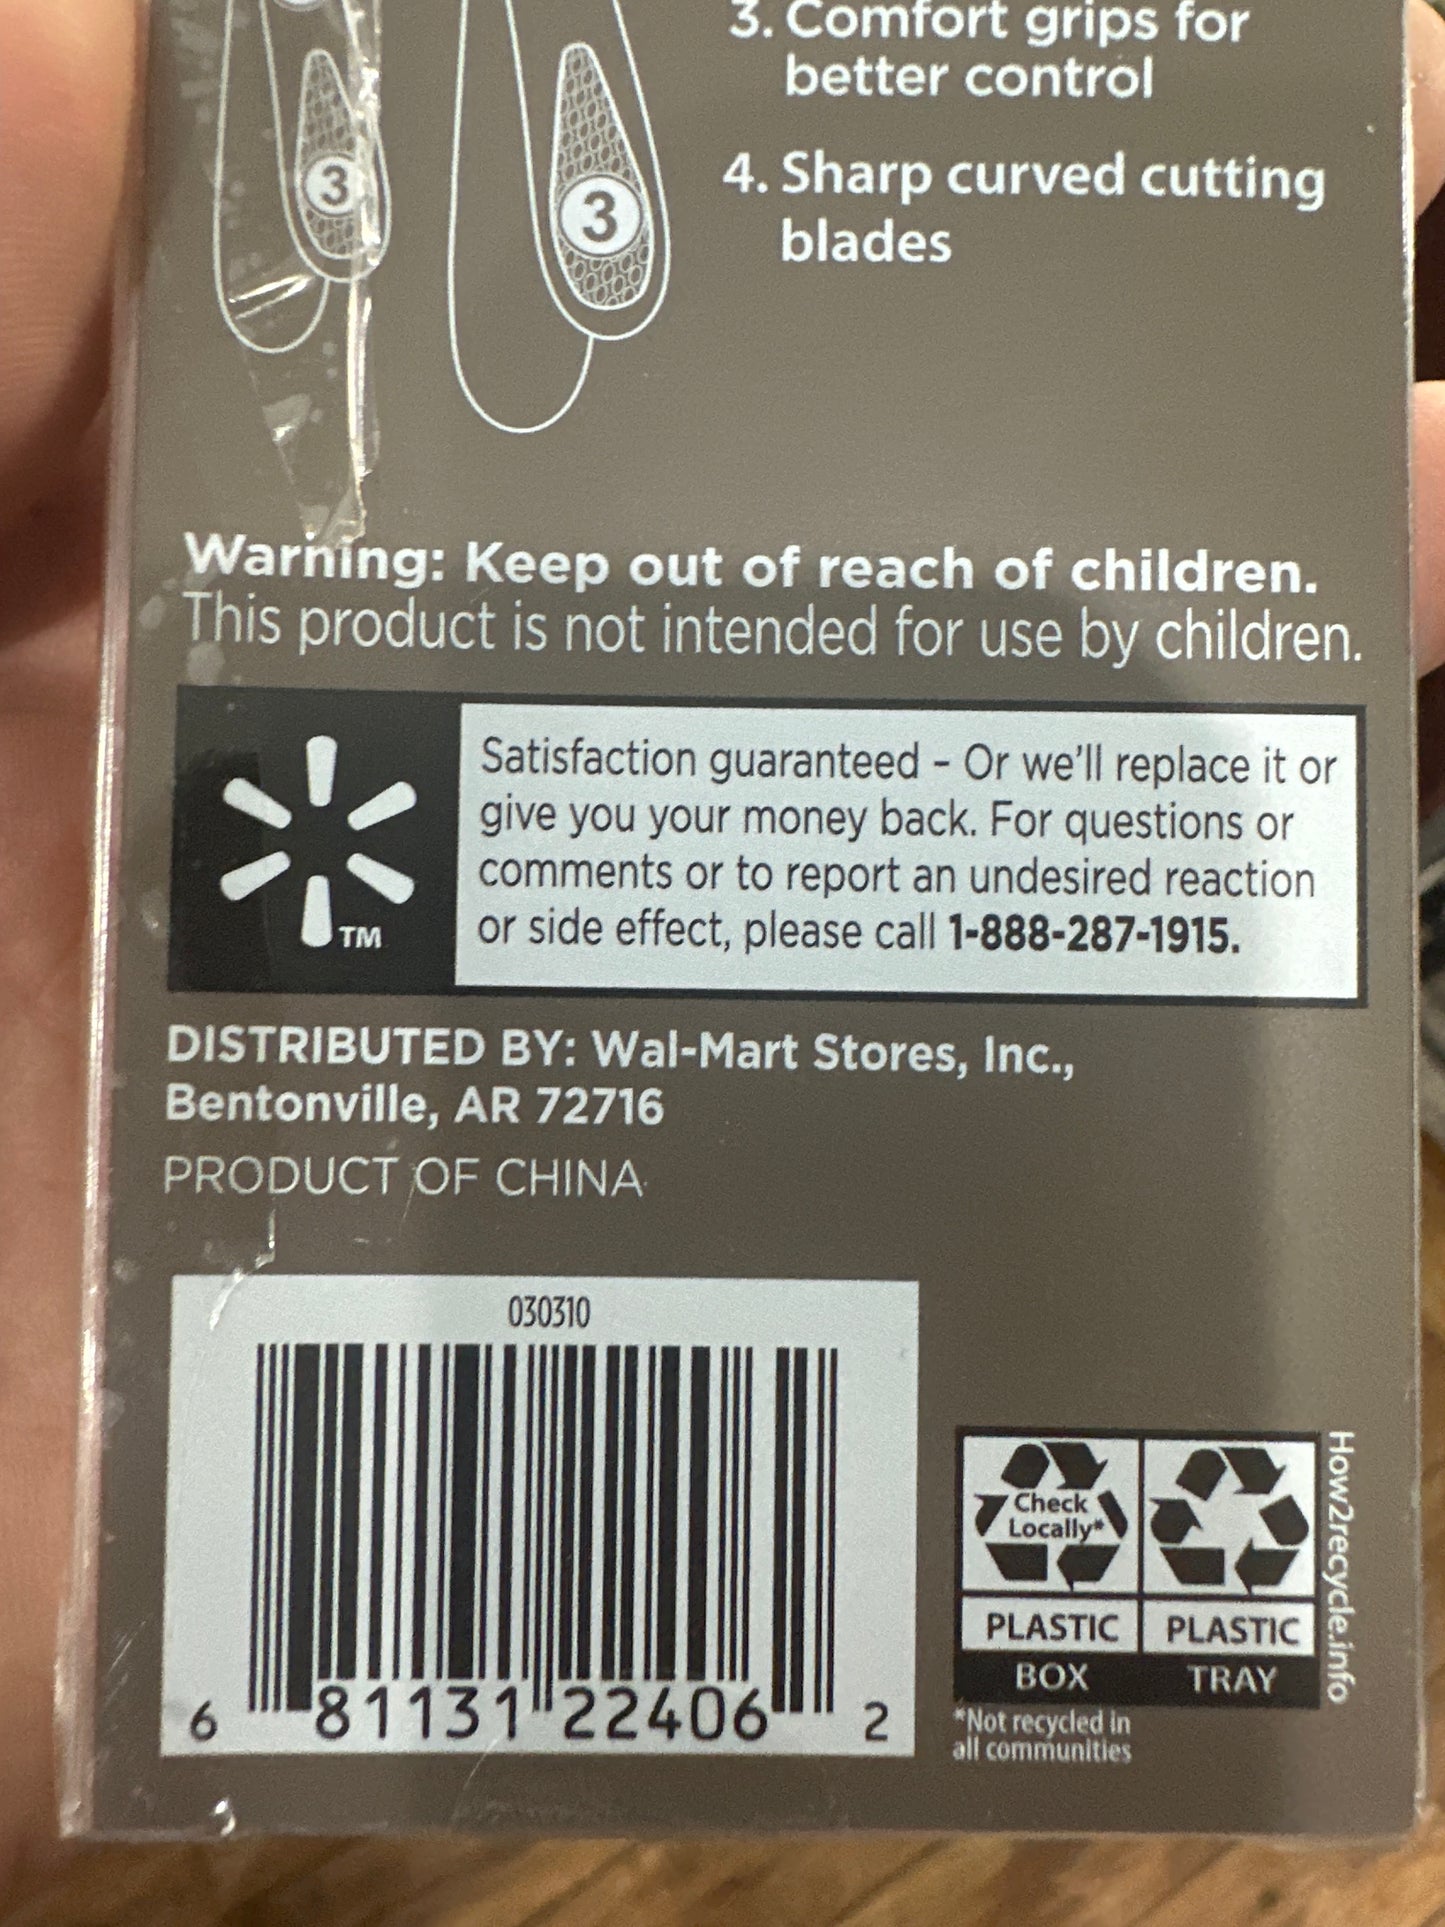 3
3
3. Comfort grips for
better control
4. Sharp curved cutting
blades
Warning: Keep out of reach of children.
This product is not intended for use by children.
TM
Satisfaction guaranteed - Or we'll replace it or
give you your money back. For questions or
comments or to report an undesired reaction
or side effect, please call 1-888-287-1915.
DISTRIBUTED BY: Wal-Mart Stores, Inc.,
Bentonville, AR 72716
PRODUCT OF CHINA
030310
6 81131 22406 2
Check
Locally*
PLASTIC
BOX
PLASTIC
TRAY
*Not recycled in
all communities
How2recycle.info